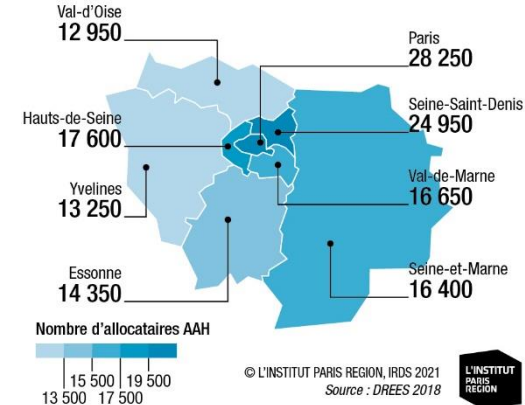 Val-d'Oise
12 950
Paris
28 250
Hauts-de-Seine
17 600
Seine-Saint-Denis
24 950
Yvelines
13 250
Val-de-Marne
16 650
Essonne
14 350
Seine-et-Marne
16 400
Nombre d'allocataires AAH
15 500 19 500
13 500 17 500
© L'INSTITUT PARIS REGION, IRDS 2021
Source : DREES 2018
L'INSTITUT
PARIS
REGION